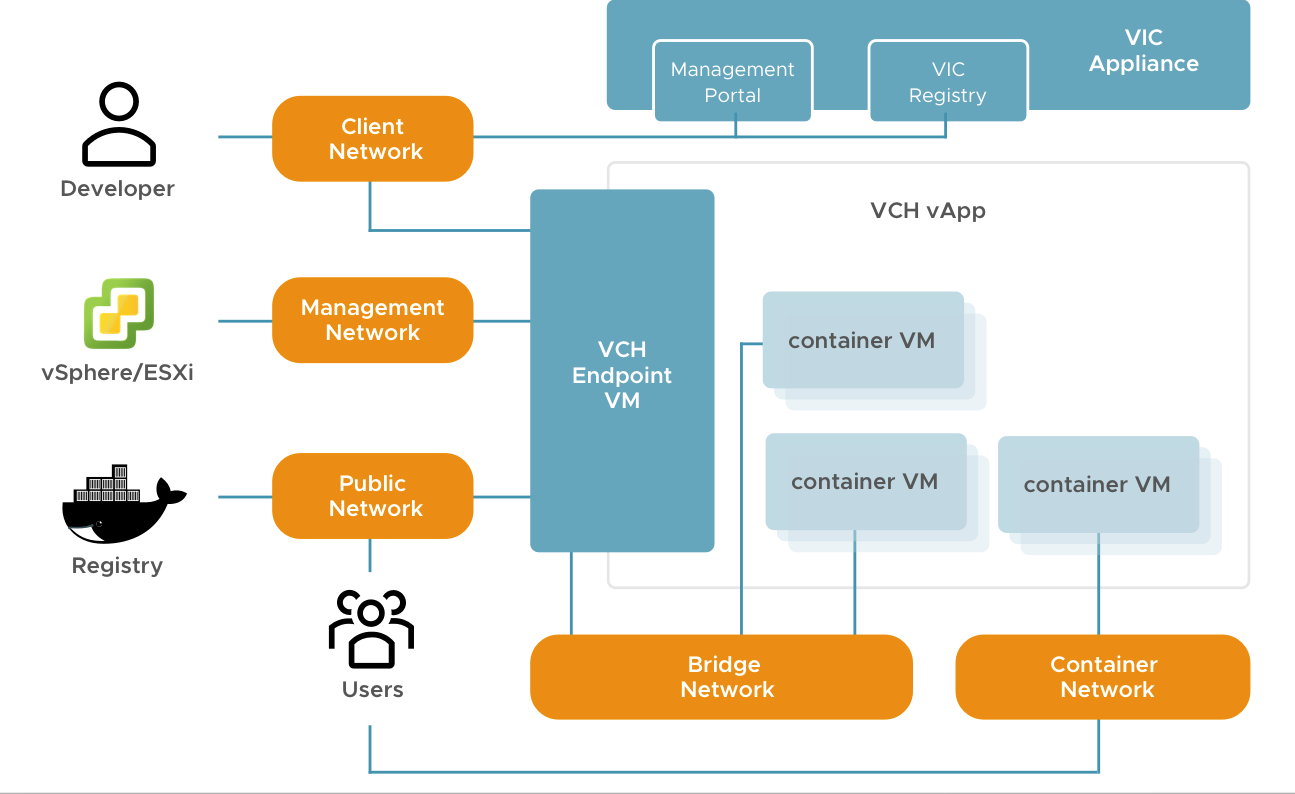 VIC
Appliance
Management
Portal
VIC
Registry
Client
Network
Developer
VCH vApp
Management
Network
vSphere/ESXi
VCH
Endpoint
VM
container VM
container VM
container VM
Public
Network
Registry
Users
Bridge
Network
Container
Network